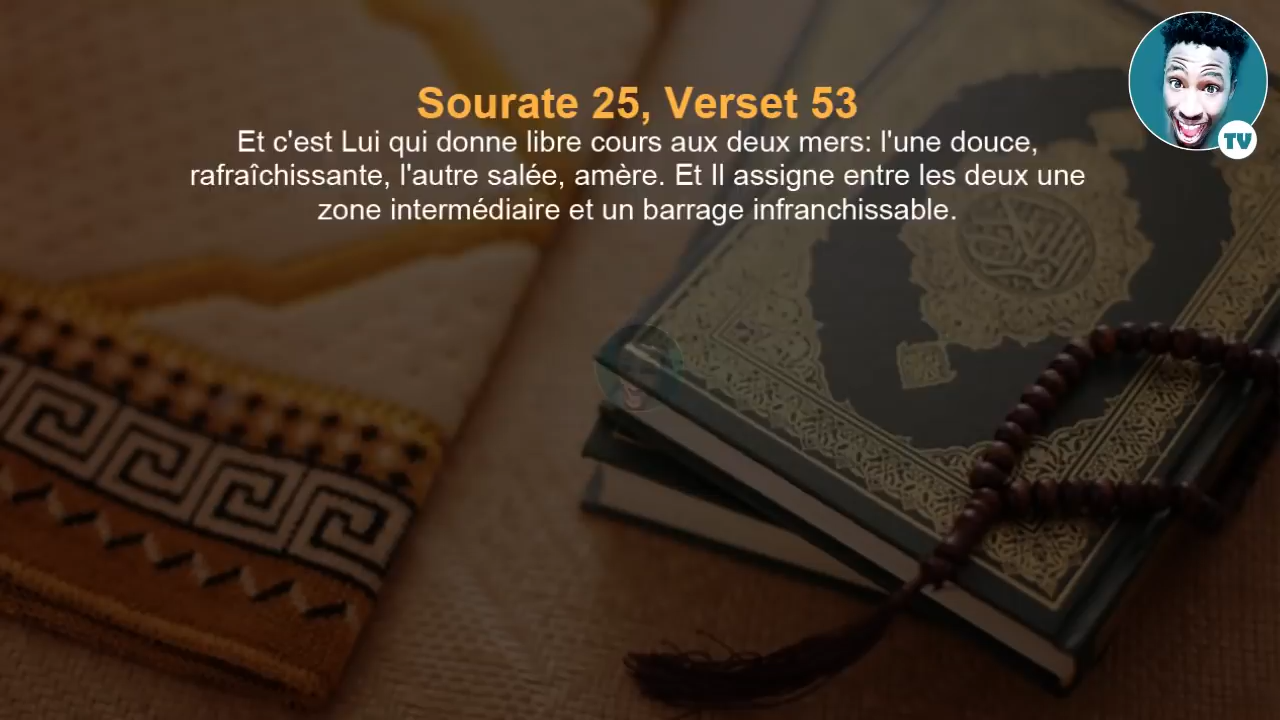 Sourate 25, Verset 53
Et c'est Lui qui donne libre cours aux deux mers: l'une douce,
rafraîchissante, l'autre salée, amère. Et Il assigne entre les deux une
zone intermédiaire et un barrage infranchissable.
TV